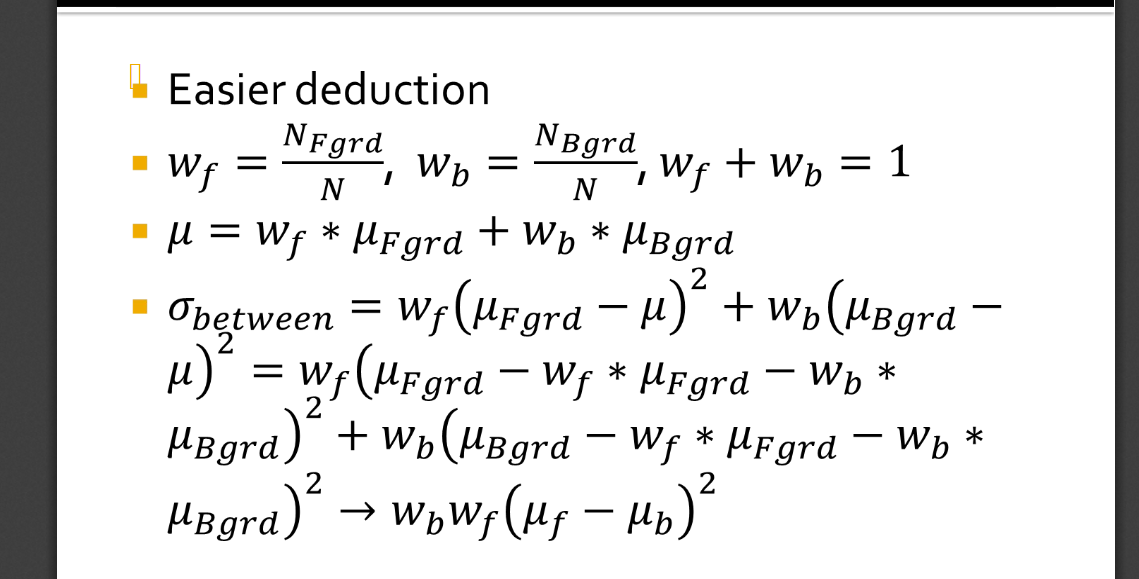 Easier deduction
w_f = N_Fgrd/N, w_b = N_Bgrd/N, w_f + w_b = 1
μ = w_f * μ_Fgrd + w_b * μ_Bgrd
σ_between = w_f(μ_Fgrd − μ)² + w_b(μ_Bgrd −
μ)² = w_f(μ_Fgrd − w_f * μ_Fgrd − w_b *
μ_Bgrd)² + w_b(μ_Bgrd − w_f * μ_Fgrd − w_b *
μ_Bgrd)² → w_b w_f(μ_f − μ_b)²